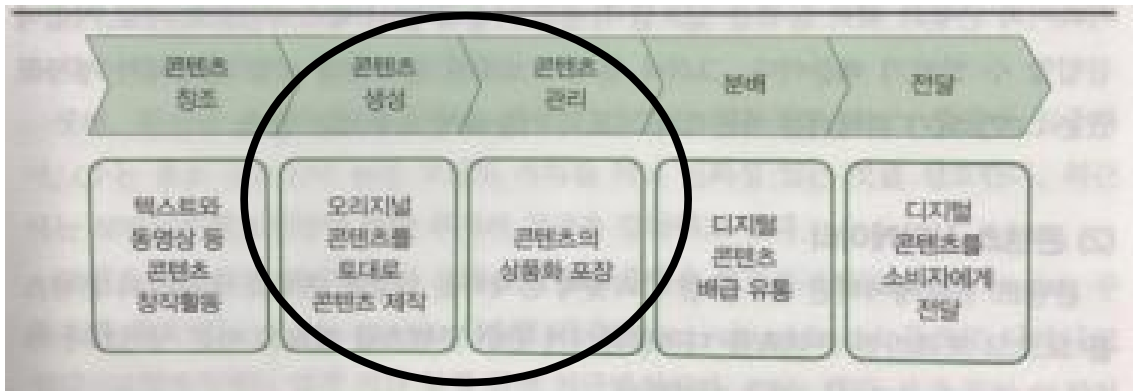 콘텐츠
창조
콘텐츠
생성
콘텐츠
관리
분배
전달
텍스트와
동영상 등
콘텐츠
창작활동
오리지널
콘텐츠를
토대로
콘텐츠 제작
콘텐츠의
상품화 포장
디지털
콘텐츠
배급 유통
디지털
콘텐츠를
소비자에게
전달